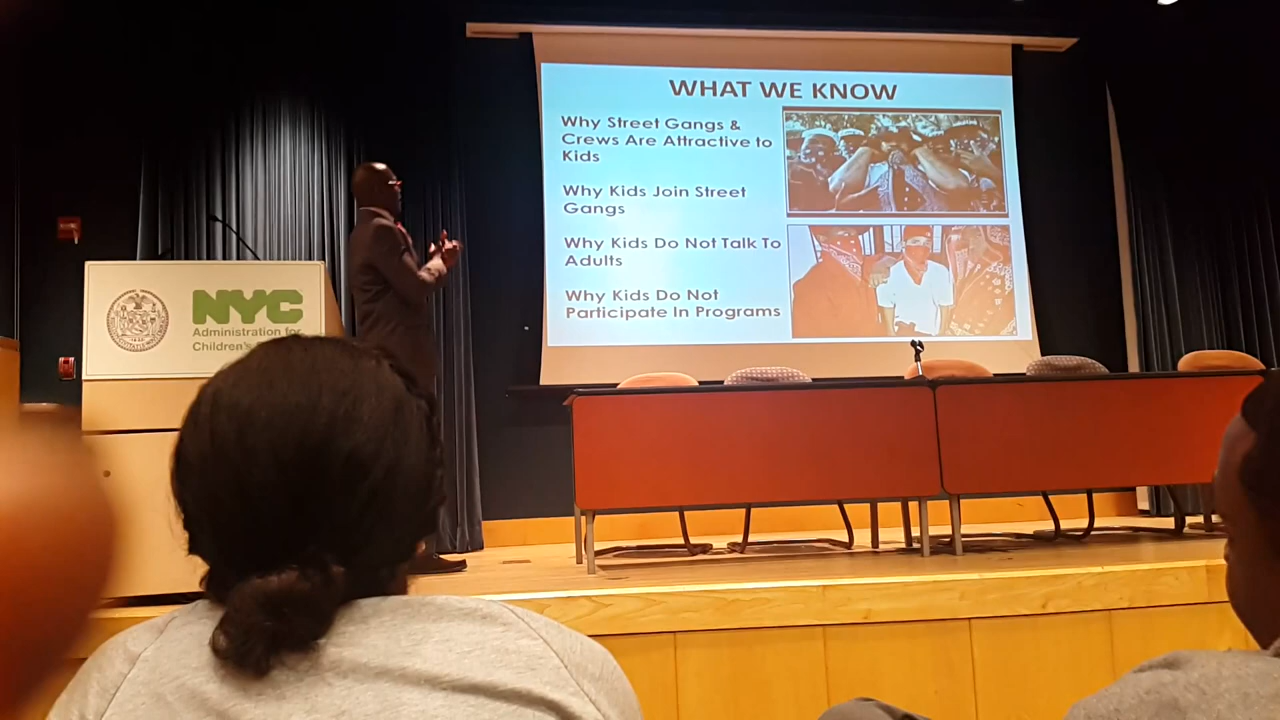 WHAT WE KNOW
Why Street Gangs &
Crews Are Attractive to
Kids
Why Kids Join Street
Gangs
Why Kids Do Not Talk To
Adults
Why Kids Do Not
Participate In Programs
NYC
Administration for
Children's